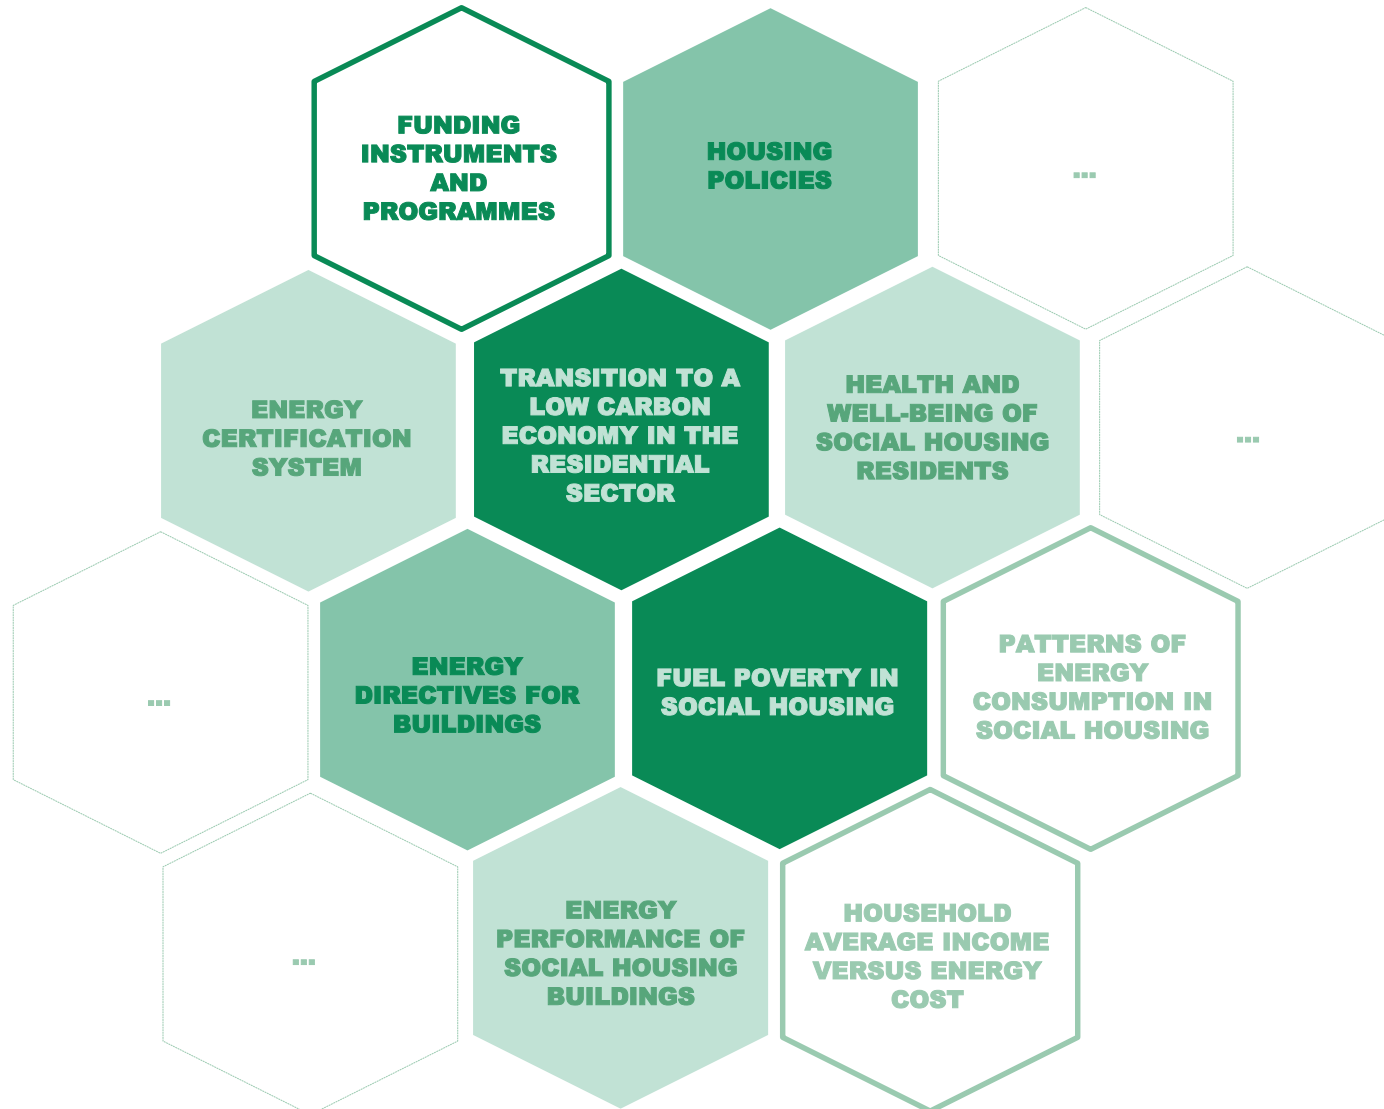 FUNDING
INSTRUMENTS
AND
PROGRAMMES
HOUSING
POLICIES
...
ENERGY
CERTIFICATION
SYSTEM
TRANSITION TO A
LOW CARBON
ECONOMY IN THE
RESIDENTIAL
SECTOR
HEALTH AND
WELL-BEING OF
SOCIAL HOUSING
RESIDENTS
...
...
ENERGY
DIRECTIVES FOR
BUILDINGS
FUEL POVERTY IN
SOCIAL HOUSING
PATTERNS OF
ENERGY
CONSUMPTION IN
SOCIAL HOUSING
...
ENERGY
PERFORMANCE OF
SOCIAL HOUSING
BUILDINGS
HOUSEHOLD
AVERAGE INCOME
VERSUS ENERGY
COST